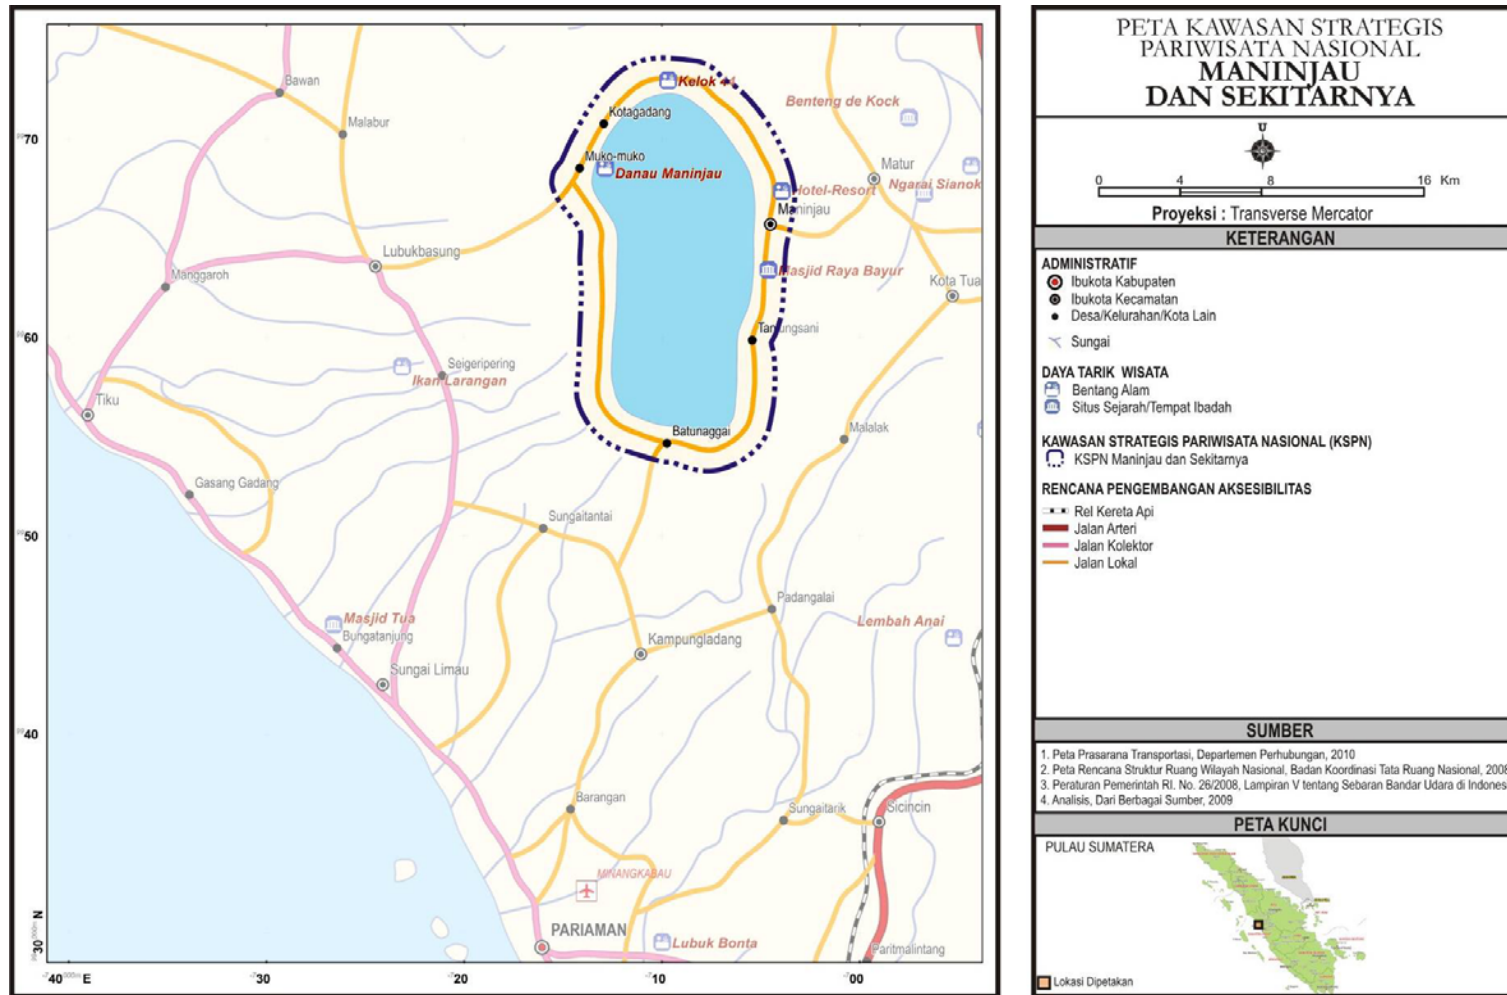 PETA KAWASAN STRATEGIS
PARIWISATA NASIONAL
MANINJAU
DAN SEKITARNYA
U
0 4 8 16 Km
Proyeksi : Transverse Mercator
KETERANGAN
ADMINISTRATIF
Ibukota Kabupaten
Ibukota Kecamatan
Desa/Kelurahan/Kota Lain
Sungai
DAYA TARIK WISATA
Bentang Alam
Situs Sejarah/Tempat Ibadah
KAWASAN STRATEGIS PARIWISATA NASIONAL (KSPN)
KSPN Maninjau dan Sekitarnya
RENCANA PENGEMBANGAN AKSESIBILITAS
Rel Kereta Api
Jalan Arteri
Jalan Kolektor
Jalan Lokal
SUMBER
1. Peta Prasarana Transportasi, Departemen Perhubungan, 2010
2. Peta Rencana Struktur Ruang Wilayah Nasional, Badan Koordinasi Tata Ruang Nasional, 2008
3. Peraturan Pemerintah RI. No. 26/2008, Lampiran V tentang Sebaran Bandar Udara di Indones
4. Analisis, Dari Berbagai Sumber, 2009
PETA KUNCI
PULAU SUMATERA
Lokasi Dipetakan
Bawan
Kelok 44
Benteng de Kock
Kotagadang
Malabur
70
Muko-muko
Matur
Danau Maninjau
Hotel-Resort
Ngarai Sianok
Maninjau
Lubukbasung
Manggaroh
Masjid Raya Bayur
Kota Tua
60
Tanjungsani
Seigeripering
Ikan Larangan
Tiku
Batunaggai
Malalak
Gasang Gadang
Sungaitantai
50
Padangalai
Masjid Tua
Lembah Anai
Bungatanjung
Kampungladang
Sungai Limau
40
Barangan
Sungaitarik
Sicincin
MINANGKABAU
PARIAMAN
Lubuk Bonta
Paritmalintang
30
N
40 E
30
20
10
00